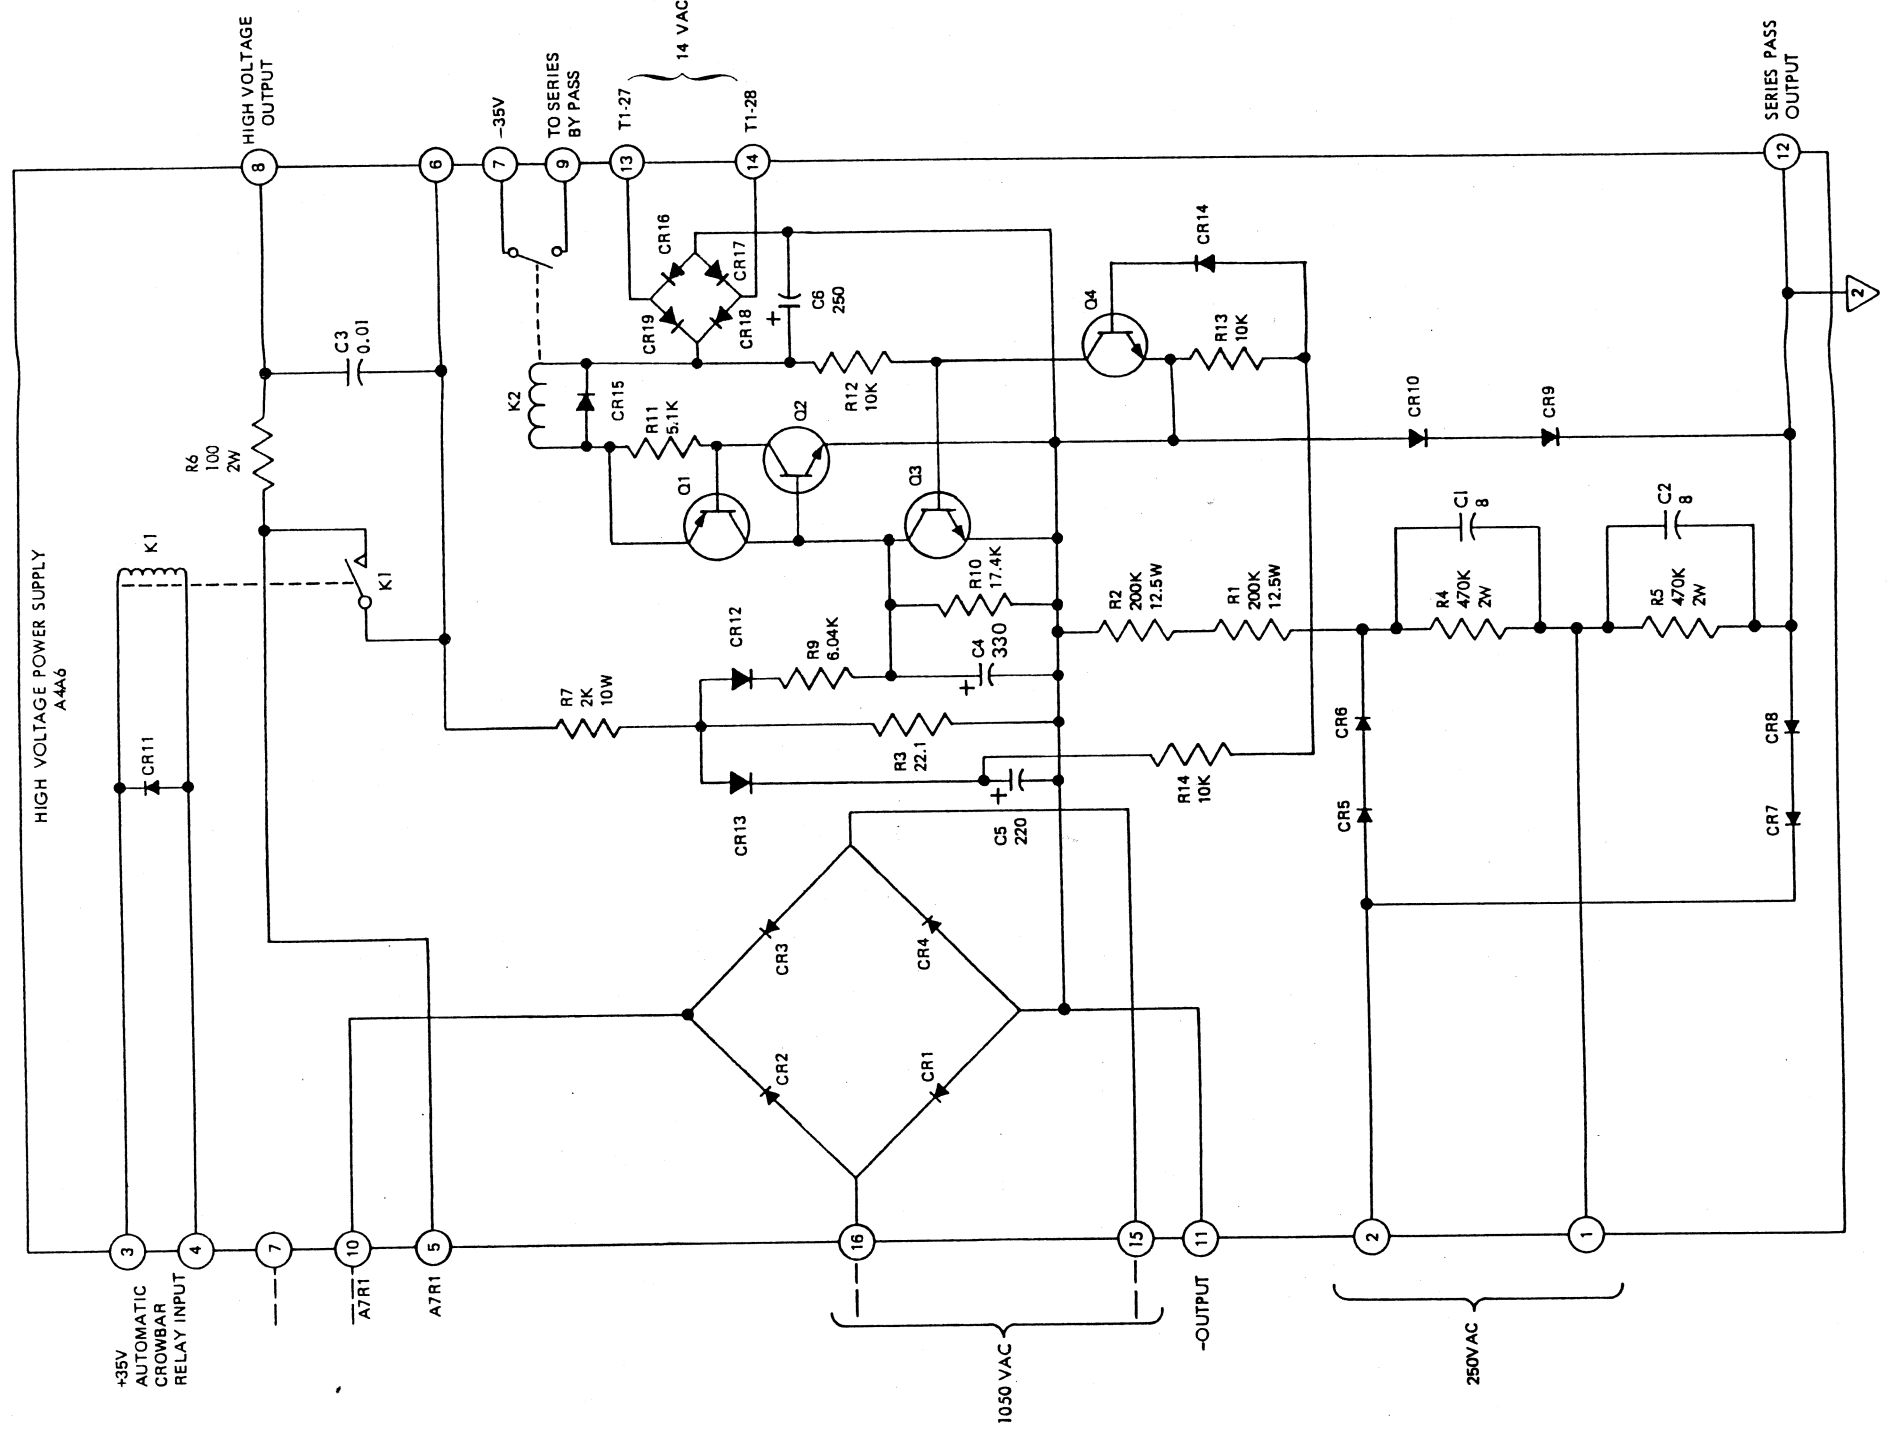 HIGH VOLTAGE POWER SUPPLY
A4A6
+35V
AUTOMATIC
CROWBAR
RELAY INPUT
3
4
7
10
A7R1
5
A7R1
16
15
1050 VAC
11
-OUTPUT
2
1
250VAC
CR11
K1
K1
R6
100
2W
C3
0.01
8
HIGH VOLTAGE
OUTPUT
6
7
-35V
9
TO SERIES
BY PASS
13
T1-27
14 VAC
14
T1-28
12
SERIES PASS
OUTPUT
2
K2
CR15
R11
5.1K
CR16
CR17
CR18
CR19
+
C6
250
Q1
Q2
Q3
Q4
R12
10K
R13
10K
CR14
R7
2K
10W
CR12
R9
6.04K
R10
17.4K
+
C4
330
R3
22.1
CR13
+
C5
220
R14
10K
CR3
CR4
CR2
CR1
R2
200K
12.5W
R1
200K
12.5W
CR10
CR9
R4
470K
2W
C1
8
R5
470K
2W
C2
8
CR6
CR5
CR8
CR7